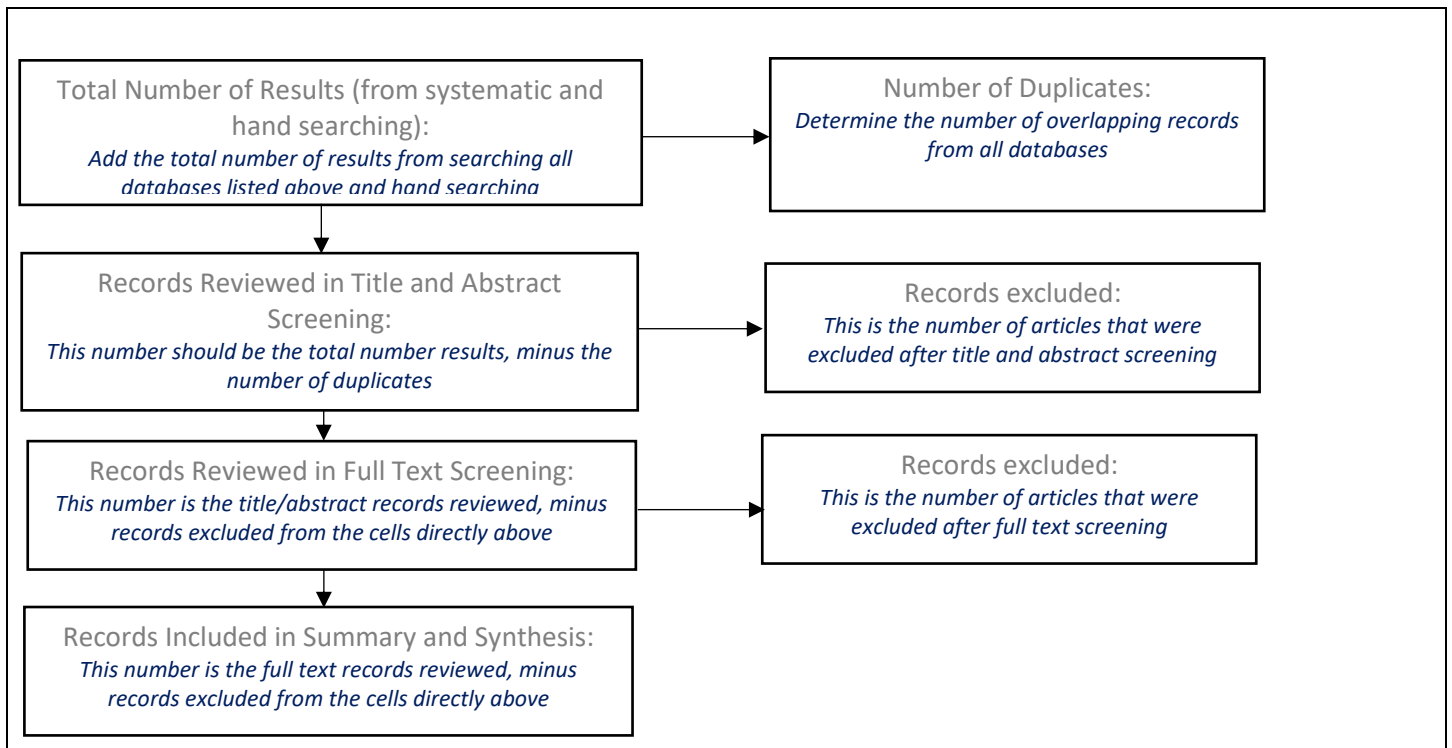 Total Number of Results (from systematic and
hand searching):
Add the total number of results from searching all
databases listed above and hand searching
Number of Duplicates:
Determine the number of overlapping records
from all databases
Records Reviewed in Title and Abstract
Screening:
This number should be the total number results, minus the
number of duplicates
Records excluded:
This is the number of articles that were
excluded after title and abstract screening
Records Reviewed in Full Text Screening:
This number is the title/abstract records reviewed, minus
records excluded from the cells directly above
Records excluded:
This is the number of articles that were
excluded after full text screening
Records Included in Summary and Synthesis:
This number is the full text records reviewed, minus
records excluded from the cells directly above